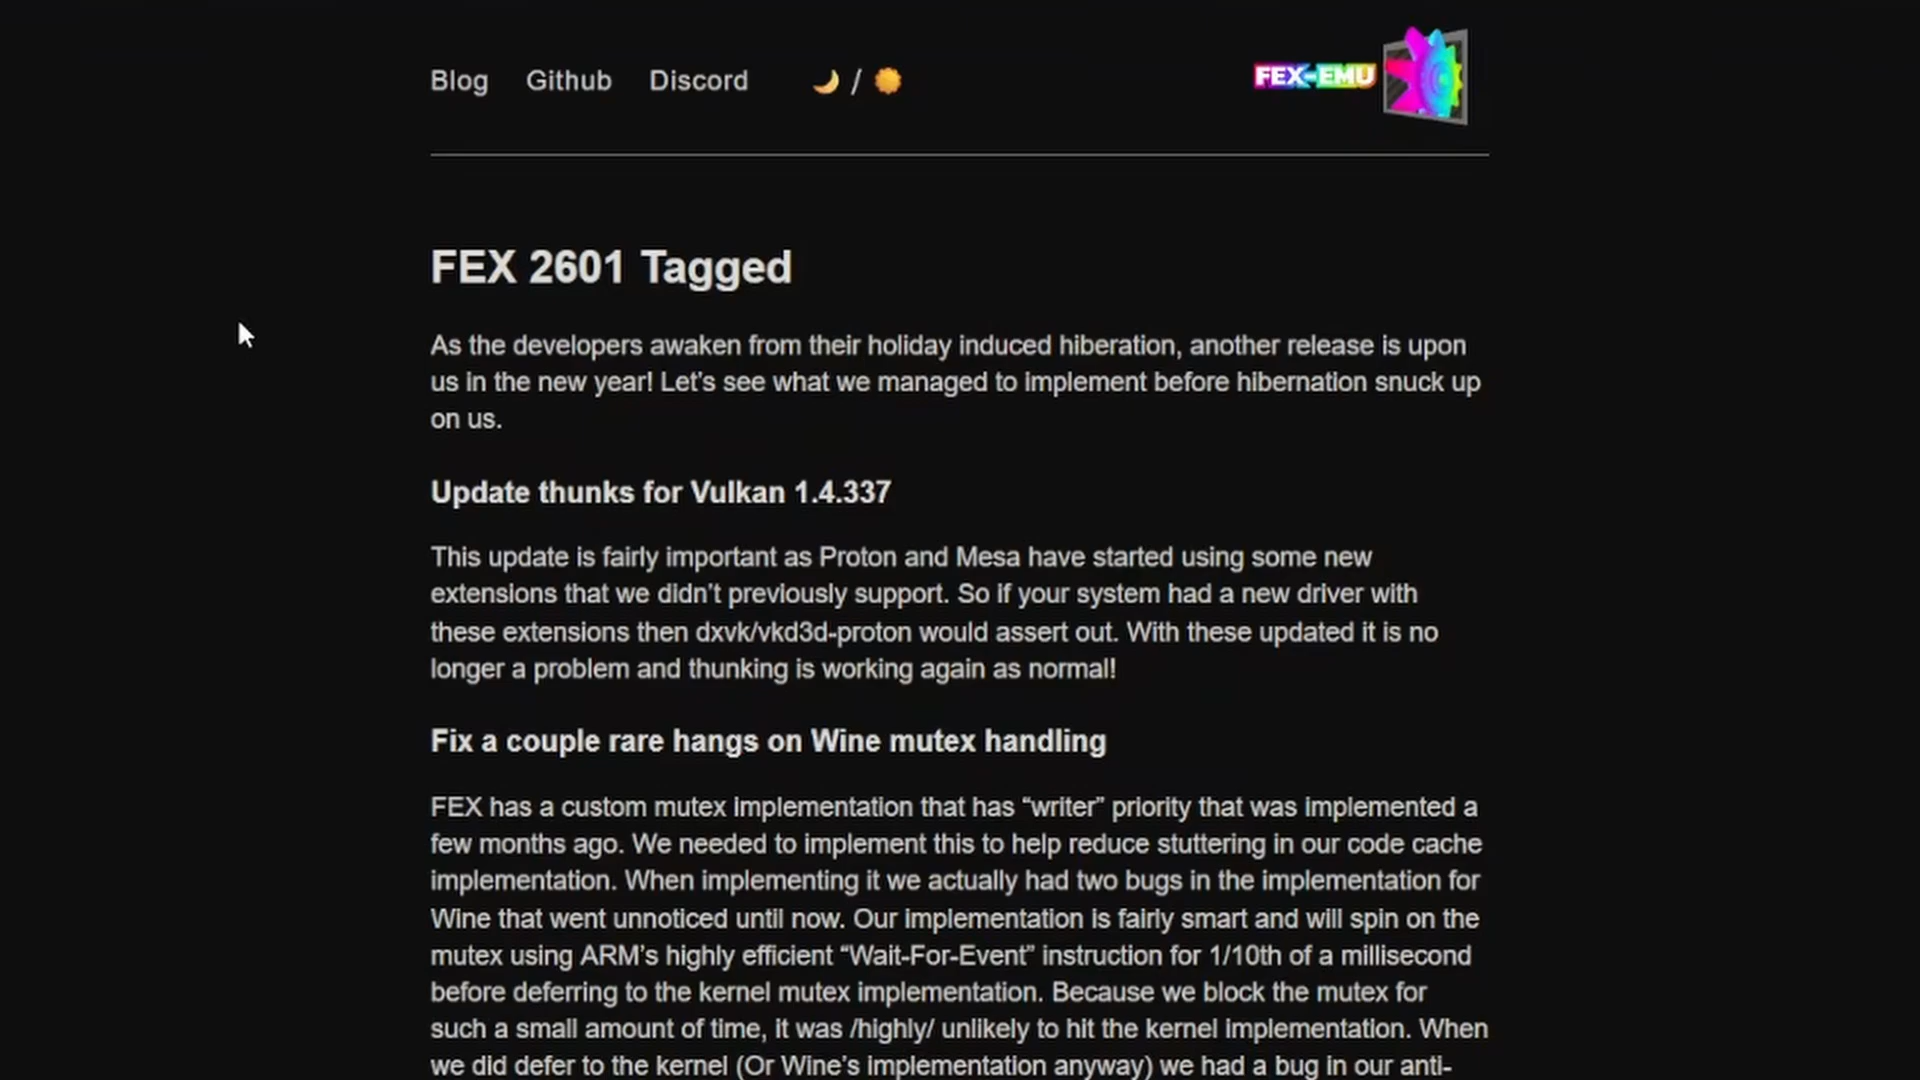 Blog Github Discord 🌙 / 🌞 FEX-EMU
FEX 2601 Tagged
As the developers awaken from their holiday induced hiberation, another release is upon
us in the new year! Let's see what we managed to implement before hibernation snuck up
on us.
Update thunks for Vulkan 1.4.337
This update is fairly important as Proton and Mesa have started using some new
extensions that we didn't previously support. So if your system had a new driver with
these extensions then dxvk/vkd3d-proton would assert out. With these updated it is no
longer a problem and thunking is working again as normal!
Fix a couple rare hangs on Wine mutex handling
FEX has a custom mutex implementation that has “writer” priority that was implemented a
few months ago. We needed to implement this to help reduce stuttering in our code cache
implementation. When implementing it we actually had two bugs in the implementation for
Wine that went unnoticed until now. Our implementation is fairly smart and will spin on the
mutex using ARM's highly efficient “Wait-For-Event” instruction for 1/10th of a millisecond
before deferring to the kernel mutex implementation. Because we block the mutex for
such a small amount of time, it was /highly/ unlikely to hit the kernel implementation. When
we did defer to the kernel (Or Wine's implementation anyway) we had a bug in our anti-